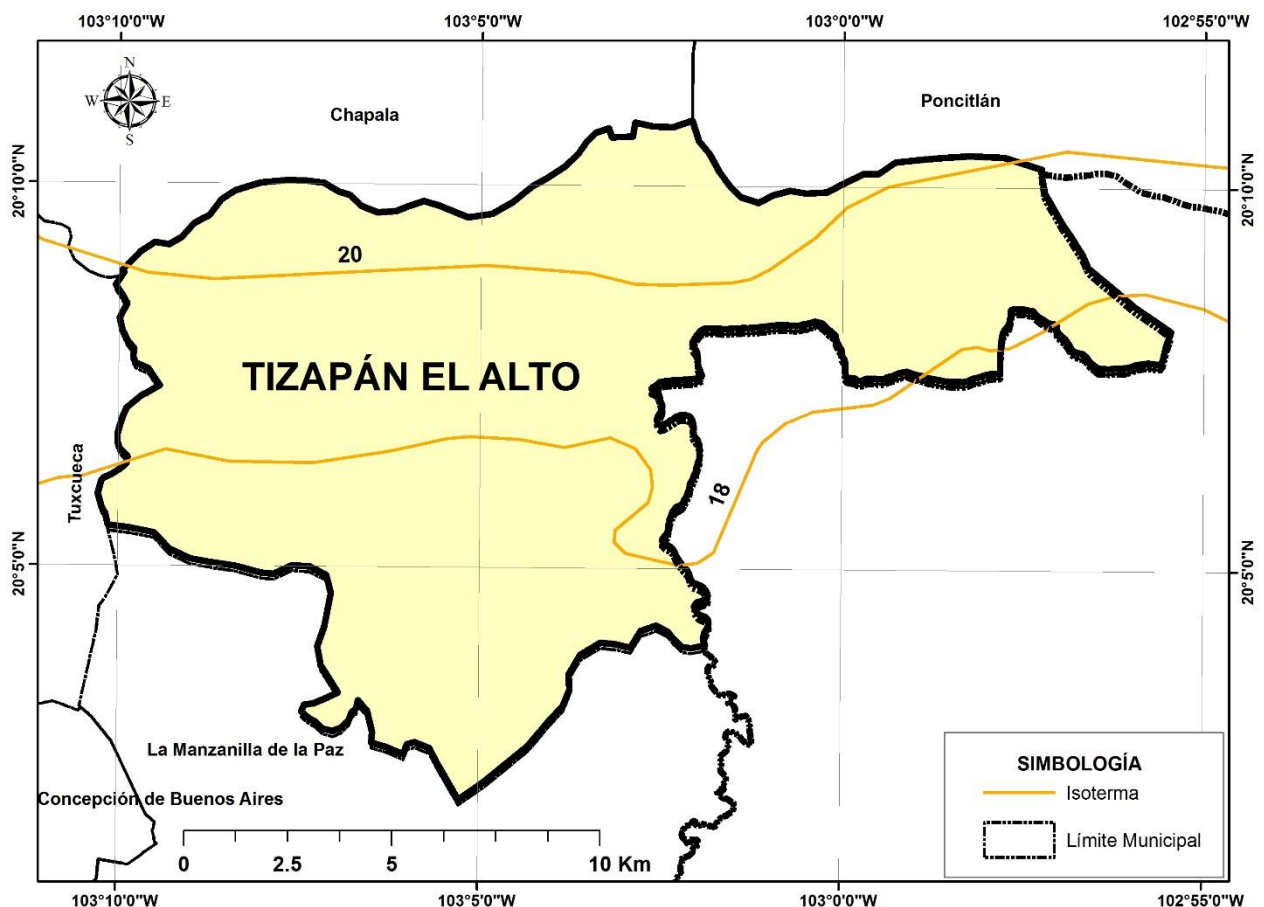 103°10'0"W 103°5'0"W 103°0'0"W 102°55'0"W
N
W E
S
Chapala
Poncitlán
20°10'0"N
20°10'0"N
20
TIZAPÁN EL ALTO
Tuxcueca
18
20°5'0"N
20°5'0"N
La Manzanilla de la Paz
Concepción de Buenos Aires
0 2.5 5 10 Km
SIMBOLOGÍA
Isoterma
Límite Municipal
103°10'0"W 103°5'0"W 103°0'0"W 102°55'0"W